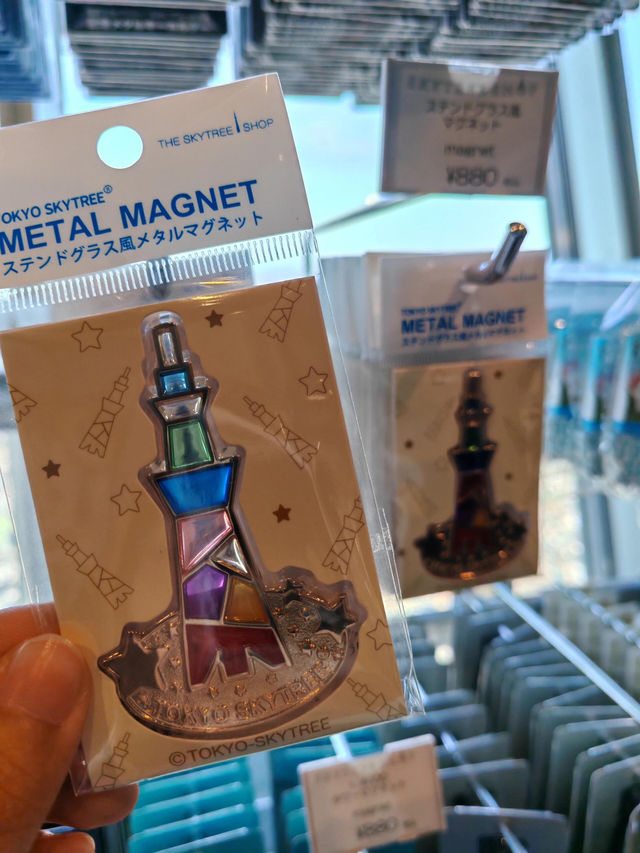 THE SKYTREE SHOP
TOKYO SKYTREE®
METAL MAGNET
ステンドグラス風メタルマグネット
TOKYO SKYTREE
©TOKYO-SKYTREE
ステンドグラス風
マグネット
magnet
¥880
TOKYO SKYTREE
METAL MAGNET
ステンドグラス風メタルマグネット
¥880